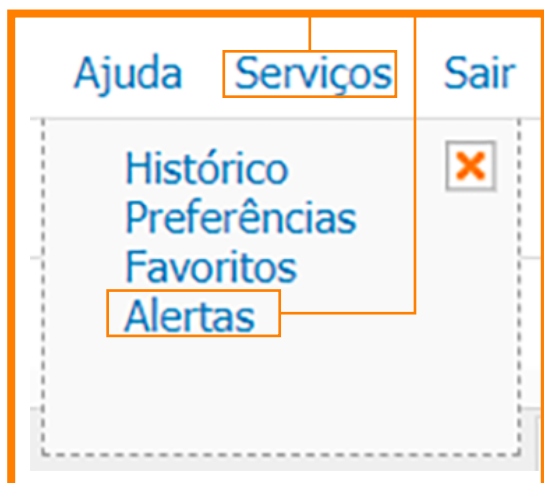 Ajuda Serviços Sair
Histórico
Preferências
Favoritos
Alertas